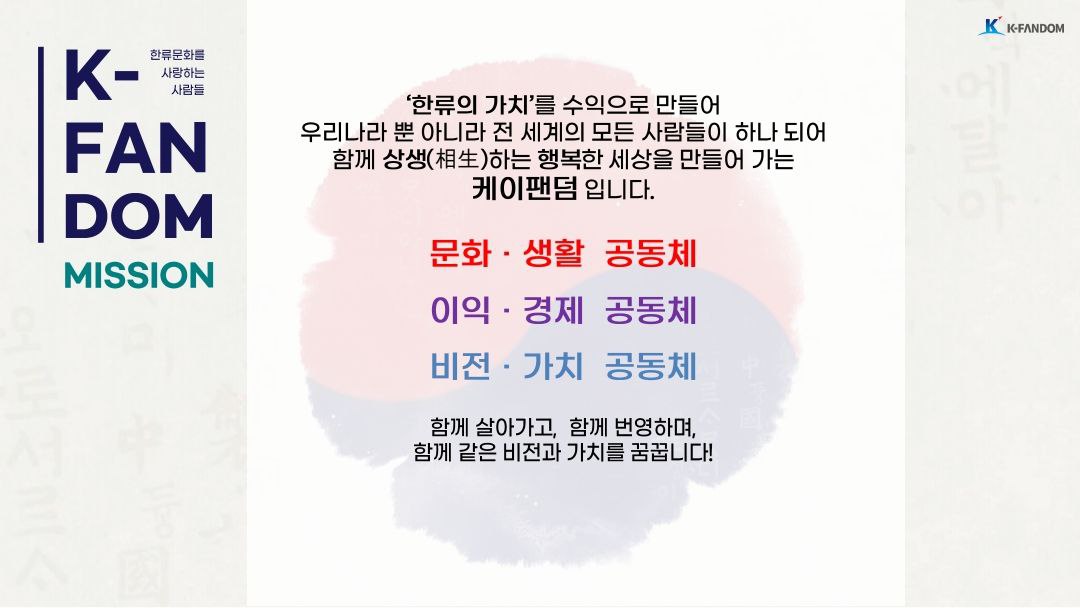 K-
한류문화를
사랑하는
사람들
FAN
DOM
MISSION
K-FANDOM
‘한류의 가치’를 수익으로 만들어
우리나라 뿐 아니라 전 세계의 모든 사람들이 하나 되어
함께 상생(相生)하는 행복한 세상을 만들어 가는
케이팬덤 입니다.
문화 · 생활 공동체
이익 · 경제 공동체
비전 · 가치 공동체
함께 살아가고, 함께 번영하며,
함께 같은 비전과 가치를 꿈꿉니다!